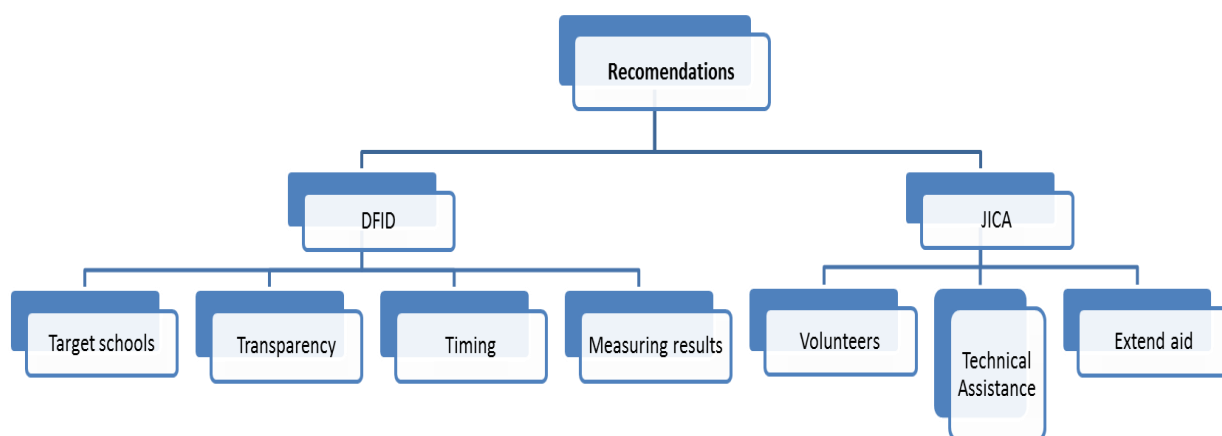 Recomendations
DFID
JICA
Target schools
Transparency
Timing
Measuring results
Volunteers
Technical
Assistance
Extend aid